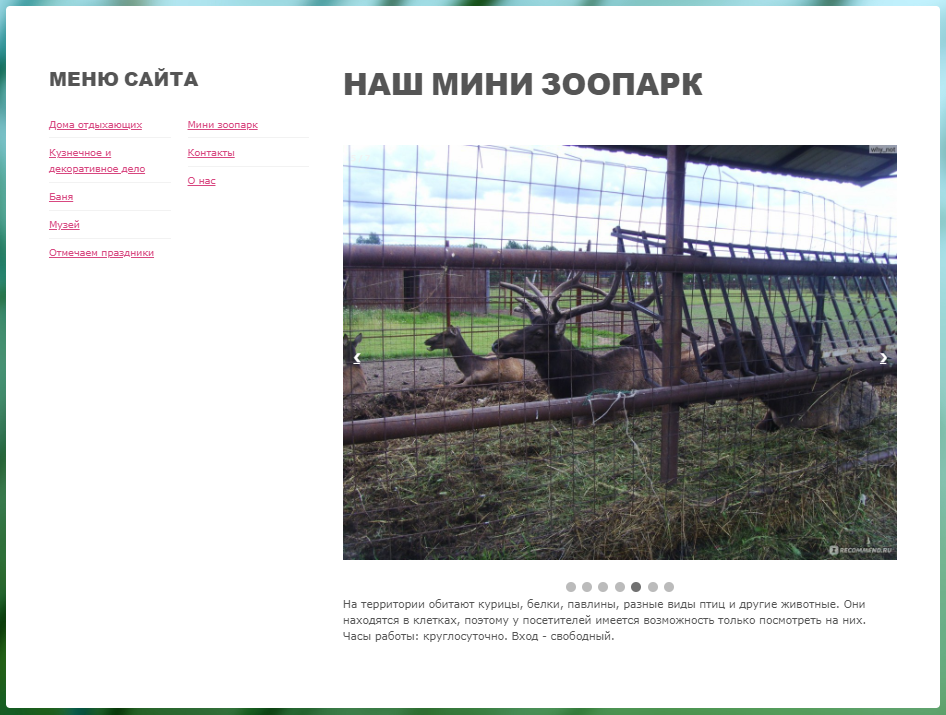 МЕНЮ САЙТА
Дома отдыхающих
Кузнечное и
декоративное дело
Баня
Музей
Отмечаем праздники
Мини зоопарк
Контакты
О нас
НАШ МИНИ ЗООПАРК
why_not
RECOMMEND.RU
На территории обитают курицы, белки, павлины, разные виды птиц и другие животные. Они
находятся в клетках, поэтому у посетителей имеется возможность только посмотреть на них.
Часы работы: круглосуточно. Вход - свободный.